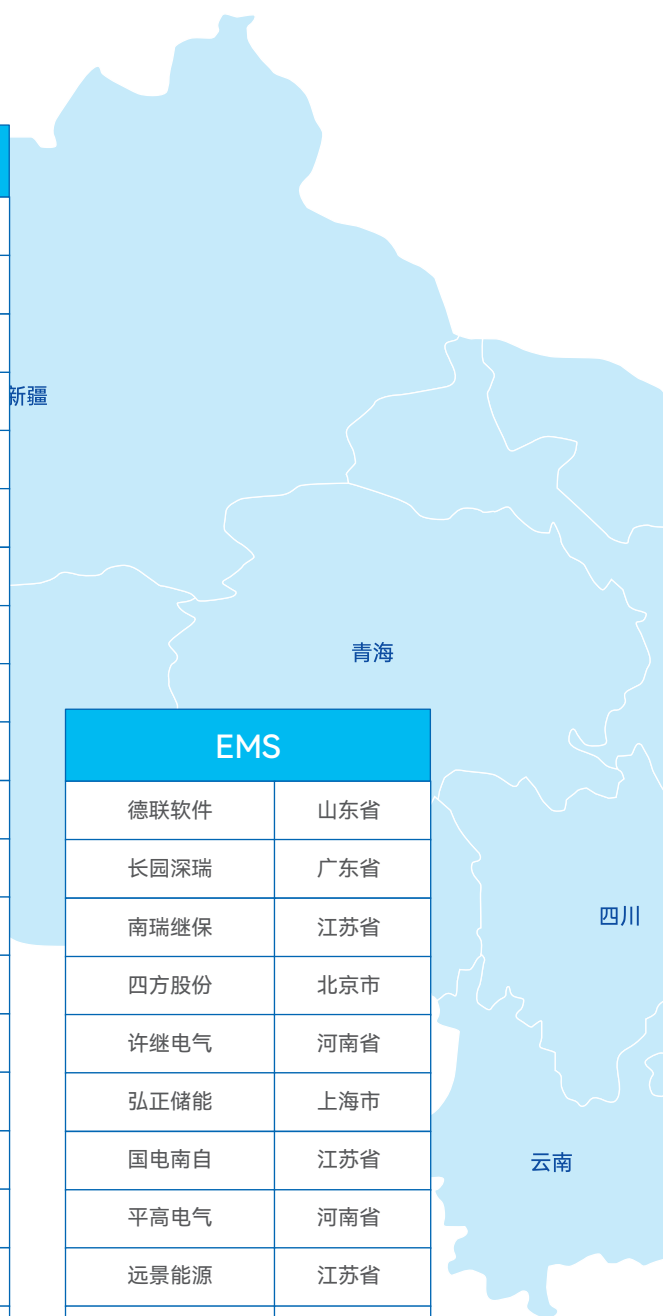 新疆
青海
EMS
德联软件 山东省
长园深瑞 广东省
南瑞继保 江苏省
四川
四方股份 北京市
许继电气 河南省
弘正储能 上海市
国电南自 江苏省
云南
平高电气 河南省
远景能源 江苏省